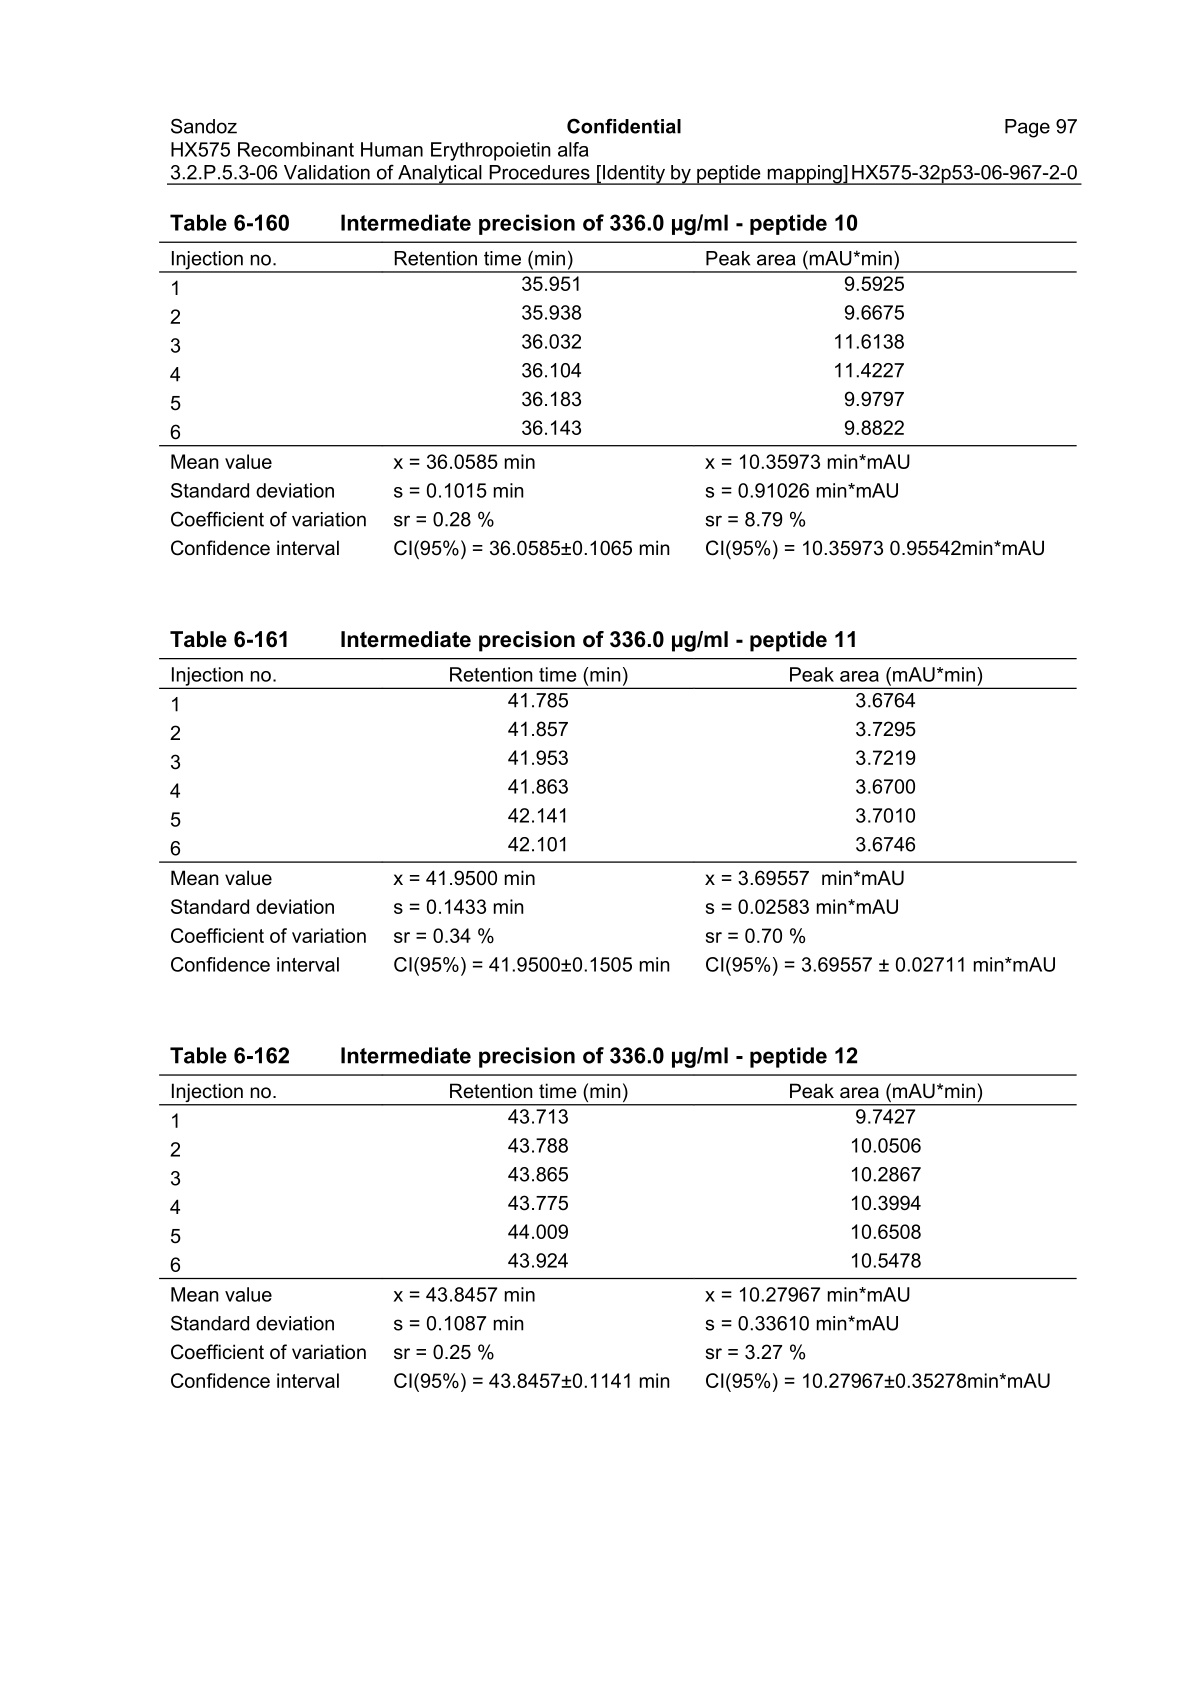 Sandoz Confidential Page 97
HX575 Recombinant Human Erythropoietin alfa
3.2.P.5.3-06 Validation of Analytical Procedures [Identity by peptide mapping] HX575-32p53-06-967-2-0
Table 6-160 Intermediate precision of 336.0 µg/ml - peptide 10
Injection no. Retention time (min) Peak area (mAU*min)
1 35.951 9.5925
2 35.938 9.6675
3 36.032 11.6138
4 36.104 11.4227
5 36.183 9.9797
6 36.143 9.8822
Mean value x = 36.0585 min x = 10.35973 min*mAU
Standard deviation s = 0.1015 min s = 0.91026 min*mAU
Coefficient of variation sr = 0.28 % sr = 8.79 %
Confidence interval CI(95%) = 36.0585±0.1065 min CI(95%) = 10.35973 0.95542min*mAU
Table 6-161 Intermediate precision of 336.0 µg/ml - peptide 11
Injection no. Retention time (min) Peak area (mAU*min)
1 41.785 3.6764
2 41.857 3.7295
3 41.953 3.7219
4 41.863 3.6700
5 42.141 3.7010
6 42.101 3.6746
Mean value x = 41.9500 min x = 3.69557 min*mAU
Standard deviation s = 0.1433 min s = 0.02583 min*mAU
Coefficient of variation sr = 0.34 % sr = 0.70 %
Confidence interval CI(95%) = 41.9500±0.1505 min CI(95%) = 3.69557 ± 0.02711 min*mAU
Table 6-162 Intermediate precision of 336.0 µg/ml - peptide 12
Injection no. Retention time (min) Peak area (mAU*min)
1 43.713 9.7427
2 43.788 10.0506
3 43.865 10.2867
4 43.775 10.3994
5 44.009 10.6508
6 43.924 10.5478
Mean value x = 43.8457 min x = 10.27967 min*mAU
Standard deviation s = 0.1087 min s = 0.33610 min*mAU
Coefficient of variation sr = 0.25 % sr = 3.27 %
Confidence interval CI(95%) = 43.8457±0.1141 min CI(95%) = 10.27967±0.35278min*mAU